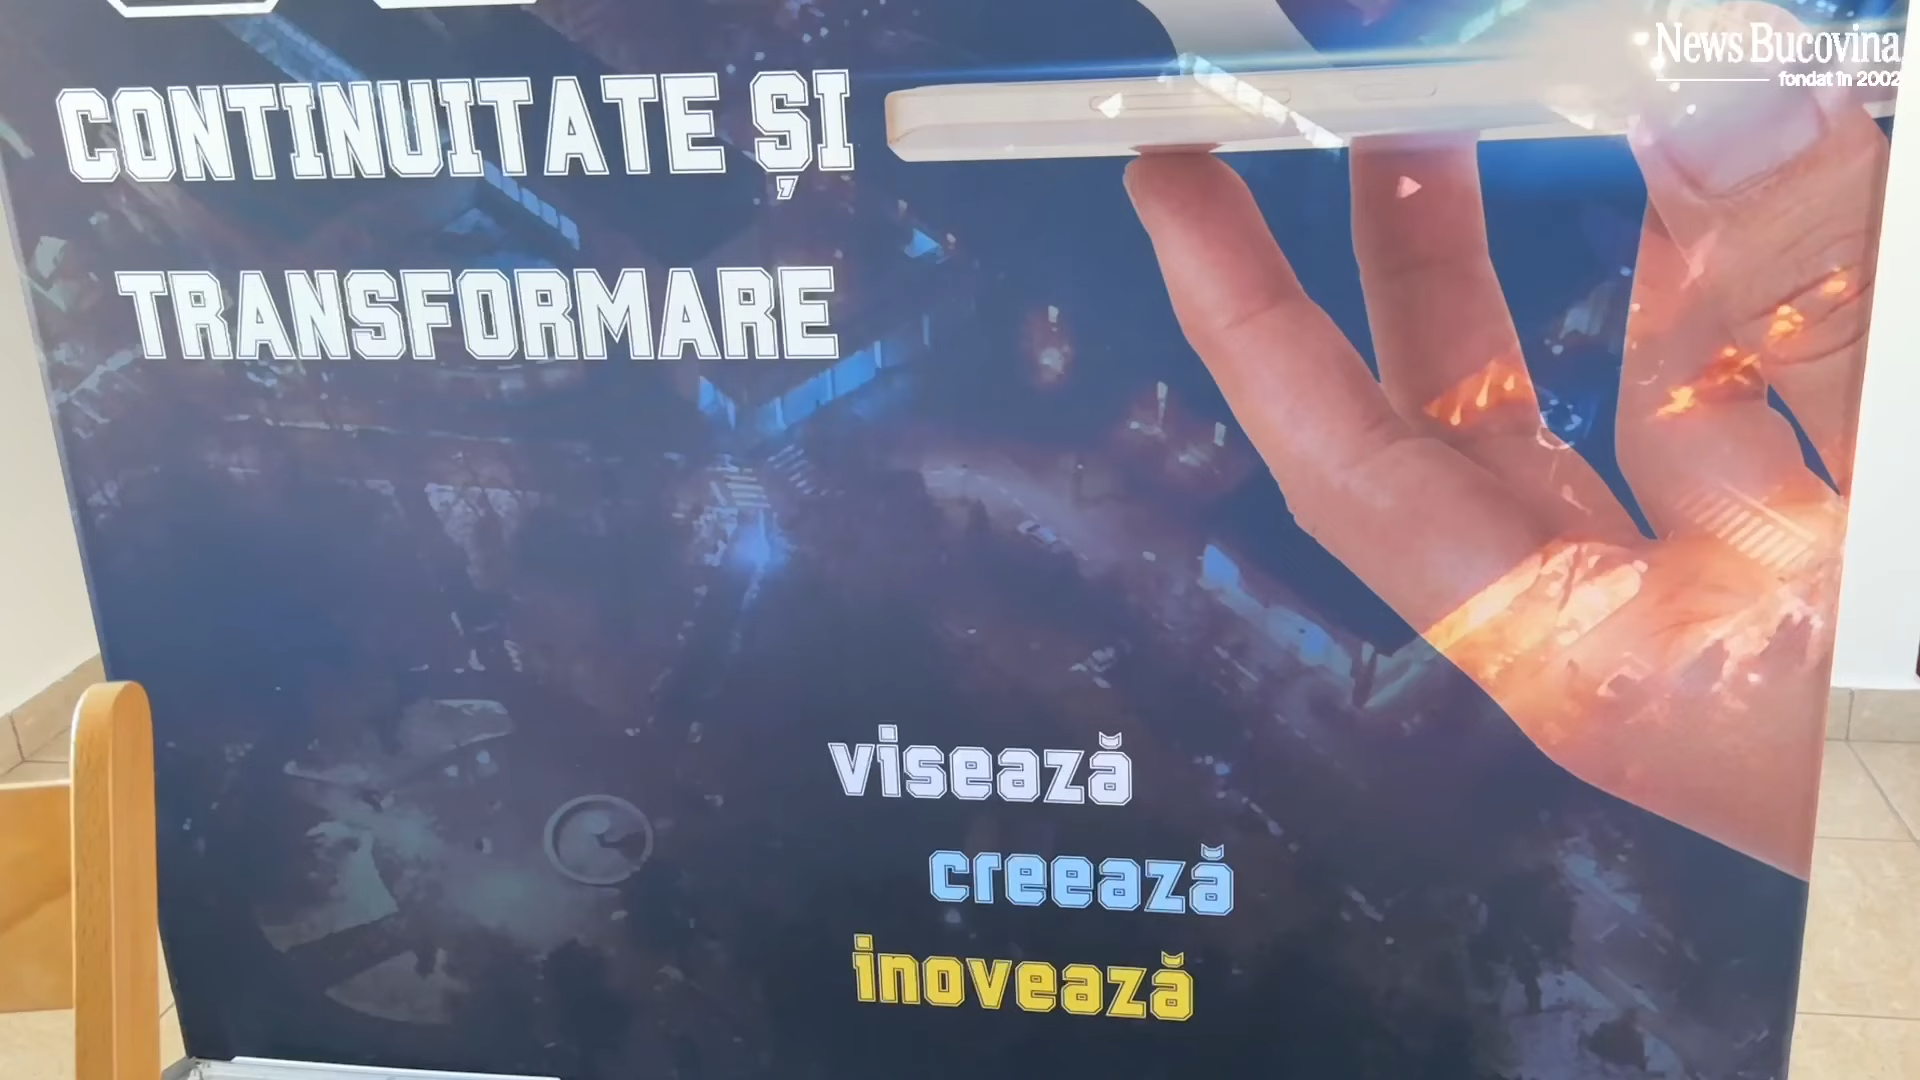 News Bucovina
fondat în 2002
CONTINUITATE ȘI
TRANSFORMARE
visează
creează
inovează